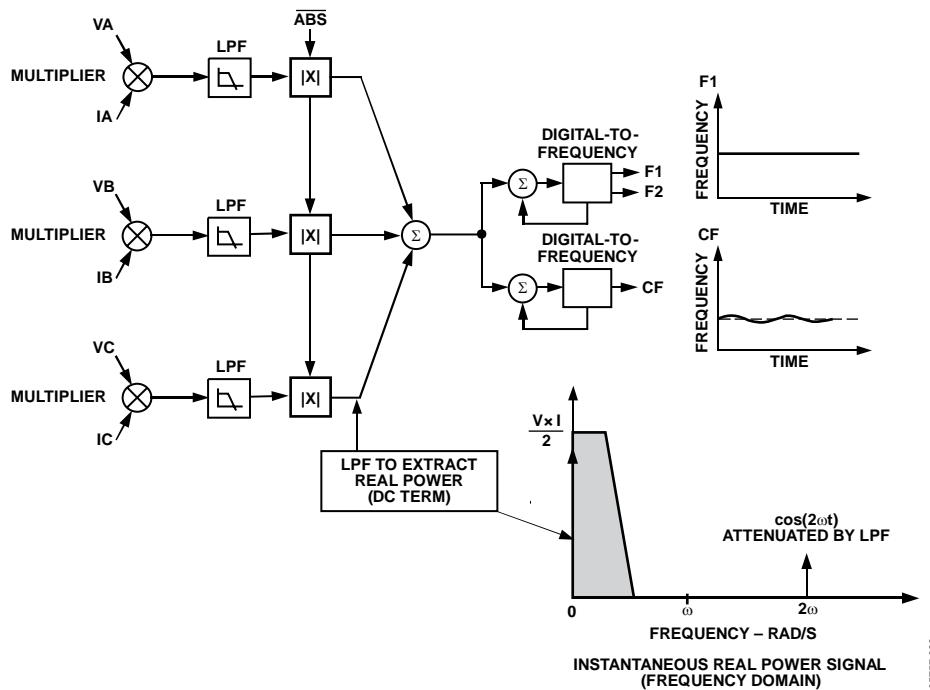 VA
ABS
LPF
MULTIPLIER
|X|
IA
F1
FREQUENCY
TIME
DIGITAL-TO-
FREQUENCY
Σ
F1
F2
VB
LPF
MULTIPLIER
|X|
Σ
IB
DIGITAL-TO-
FREQUENCY
Σ
CF
CF
FREQUENCY
TIME
VC
LPF
MULTIPLIER
|X|
IC
LPF TO EXTRACT
REAL POWER
(DC TERM)
V× I
2
cos(2ωt)
ATTENUATED BY LPF
0
ω
2ω
FREQUENCY – RAD/S
INSTANTANEOUS REAL POWER SIGNAL
(FREQUENCY DOMAIN)